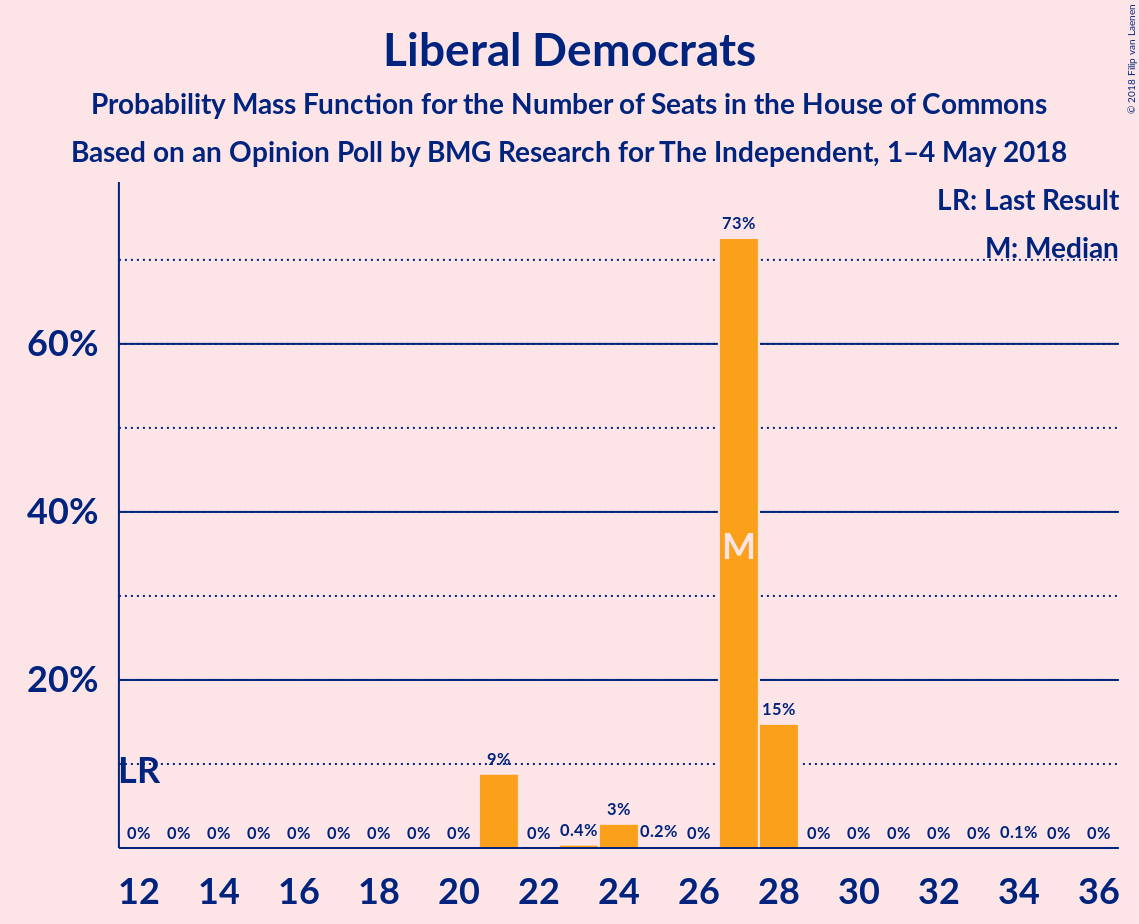 Liberal Democrats
Probability Mass Function for the Number of Seats in the House of Commons
Based on an Opinion Poll by BMG Research for The Independent, 1–4 May 2018
© 2018 Filip van Laenen
LR: Last Result
M: Median
73%
60%
40%
M
20%
15%
9%
LR
3%
0% 0% 0% 0% 0% 0% 0% 0% 0% 0% 0.4% 0.2% 0% 0% 0% 0% 0% 0% 0.1% 0% 0%
12 14 16 18 20 22 24 26 28 30 32 34 36